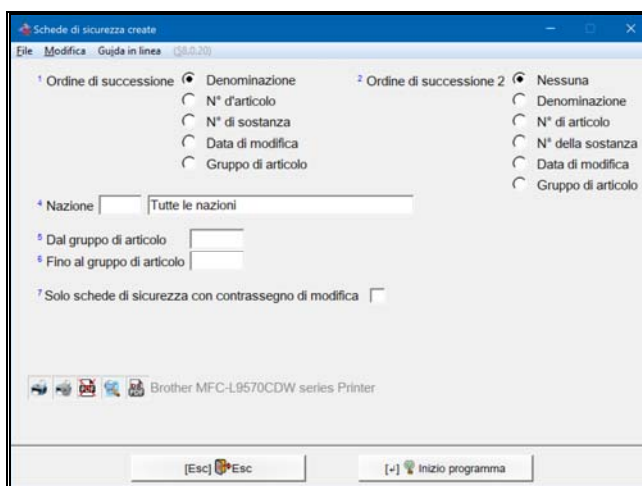 Schede di sicurezza create
File Modifica Gujda in linea (S8.0.20)
1 Ordine di successione Denominazione 2 Ordine di successione 2 Nessuna
N° d'articolo Denominazione
N° di sostanza N° di articolo
Data di modifica N° della sostanza
Gruppo di articolo Data di modifica
Gruppo di articolo
4 Nazione Tutte le nazioni
5 Dal gruppo di articolo
6 Fino al gruppo di articolo
7 Solo schede di sicurezza con contrassegno di modifica
Brother MFC-L9570CDW series Printer
[Esc] Esc [↵] Inizio programma